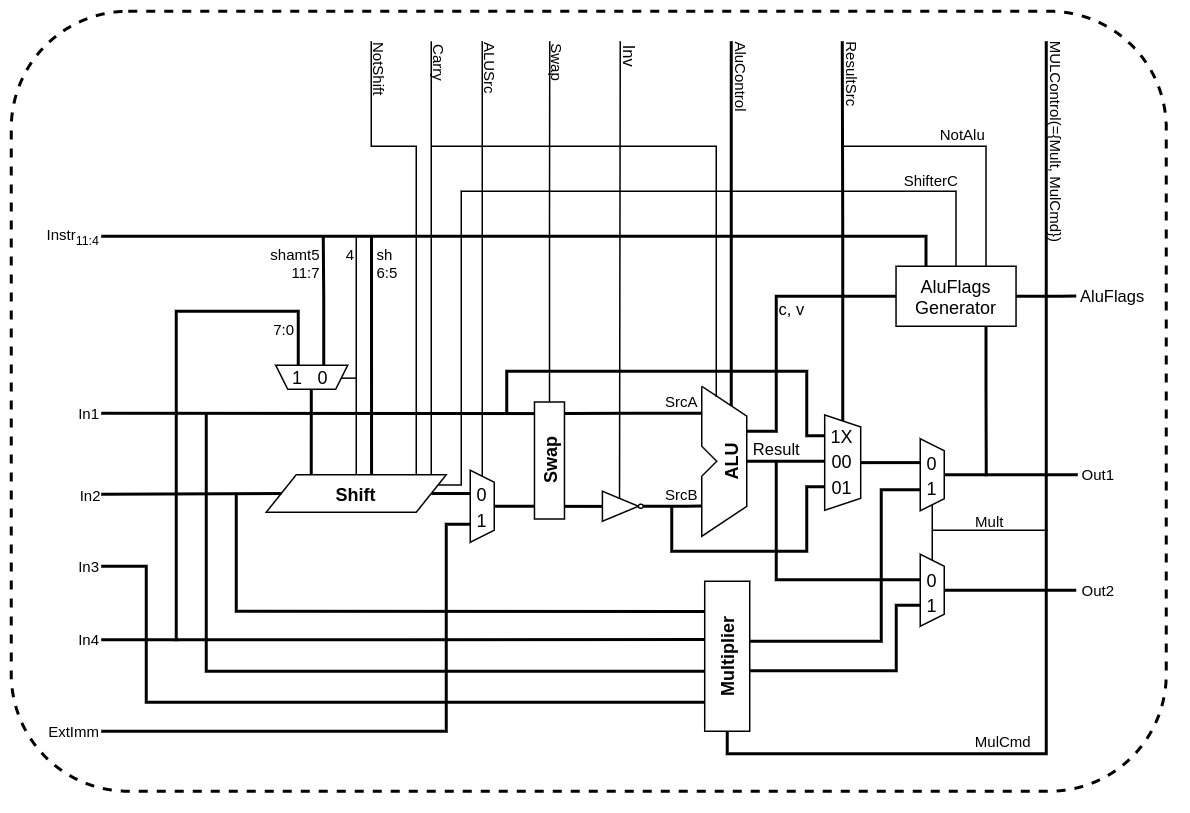 NotShift
Carry
ALUSrc
Swap
Inv
AluControl
ResultSrc
MULControl(={Mult, MulCmd})
NotAlu
ShifterC
Instr11:4
shamt5
11:7
4
sh
6:5
AluFlags
Generator
AluFlags
c, v
7:0
1 0
In1
SrcA
Swap
ALU
Result
1X
00
01
0
1
Out1
In2
Shift
0
1
SrcB
Mult
In3
0
1
Out2
In4
Multiplier
ExtImm
MulCmd